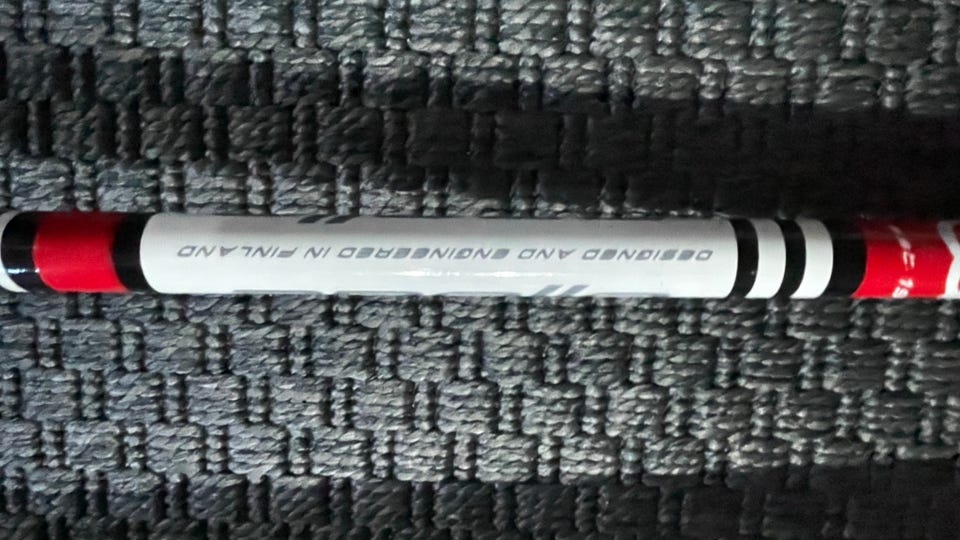 DESIGNED AND ENGINEERED IN FINLAND